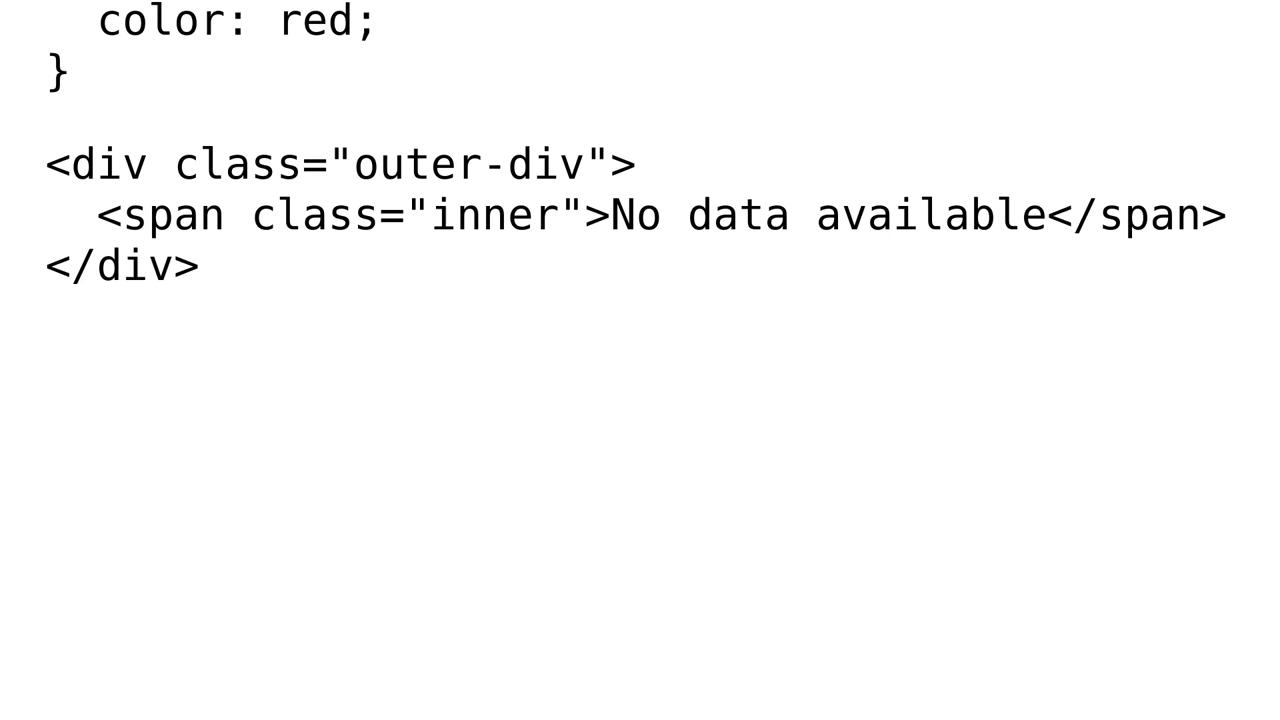 color: red;
}

<div class="outer-div">
  <span class="inner">No data available</span>
</div>